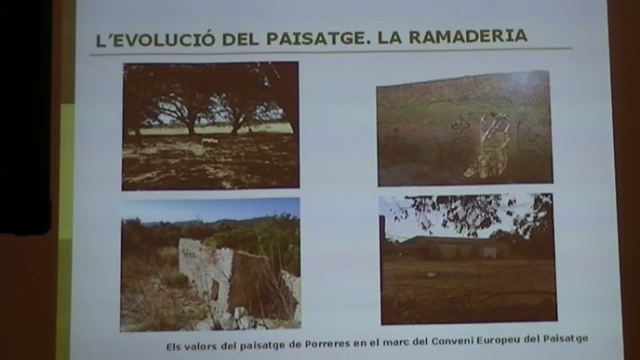 L'EVOLUCIÓ DEL PAISATGE. LA RAMADERIA
Els valors del paisatge de Porreres en el marc del Conveni Europeu del Paisatge